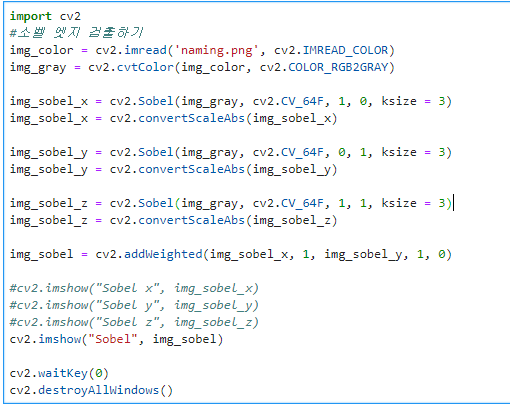 import cv2
#소벨 엣지 검출하기
img_color = cv2.imread('naming.png', cv2.IMREAD_COLOR)
img_gray = cv2.cvtColor(img_color, cv2.COLOR_RGB2GRAY)
img_sobel_x = cv2.Sobel(img_gray, cv2.CV_64F, 1, 0, ksize = 3)
img_sobel_x = cv2.convertScaleAbs(img_sobel_x)
img_sobel_y = cv2.Sobel(img_gray, cv2.CV_64F, 0, 1, ksize = 3)
img_sobel_y = cv2.convertScaleAbs(img_sobel_y)
img_sobel_z = cv2.Sobel(img_gray, cv2.CV_64F, 1, 1, ksize = 3)
img_sobel_z = cv2.convertScaleAbs(img_sobel_z)
img_sobel = cv2.addWeighted(img_sobel_x, 1, img_sobel_y, 1, 0)
#cv2.imshow("Sobel x", img_sobel_x)
#cv2.imshow("Sobel y", img_sobel_y)
#cv2.imshow("Sobel z", img_sobel_z)
cv2.imshow("Sobel", img_sobel)
cv2.waitKey(0)
cv2.destroyAllWindows()